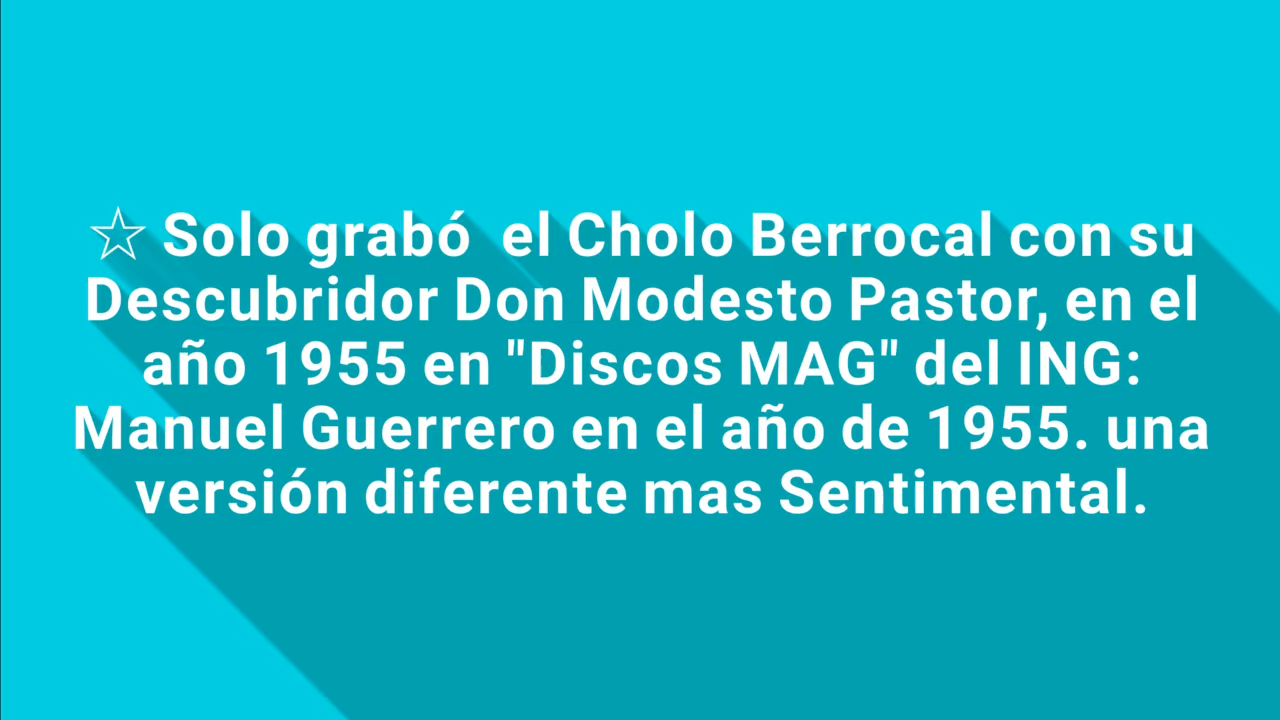 ☆ Solo grabó  el Cholo Berrocal con su
Descubridor Don Modesto Pastor, en el
año 1955 en "Discos MAG" del ING:
Manuel Guerrero en el año de 1955. una
versión diferente mas Sentimental.